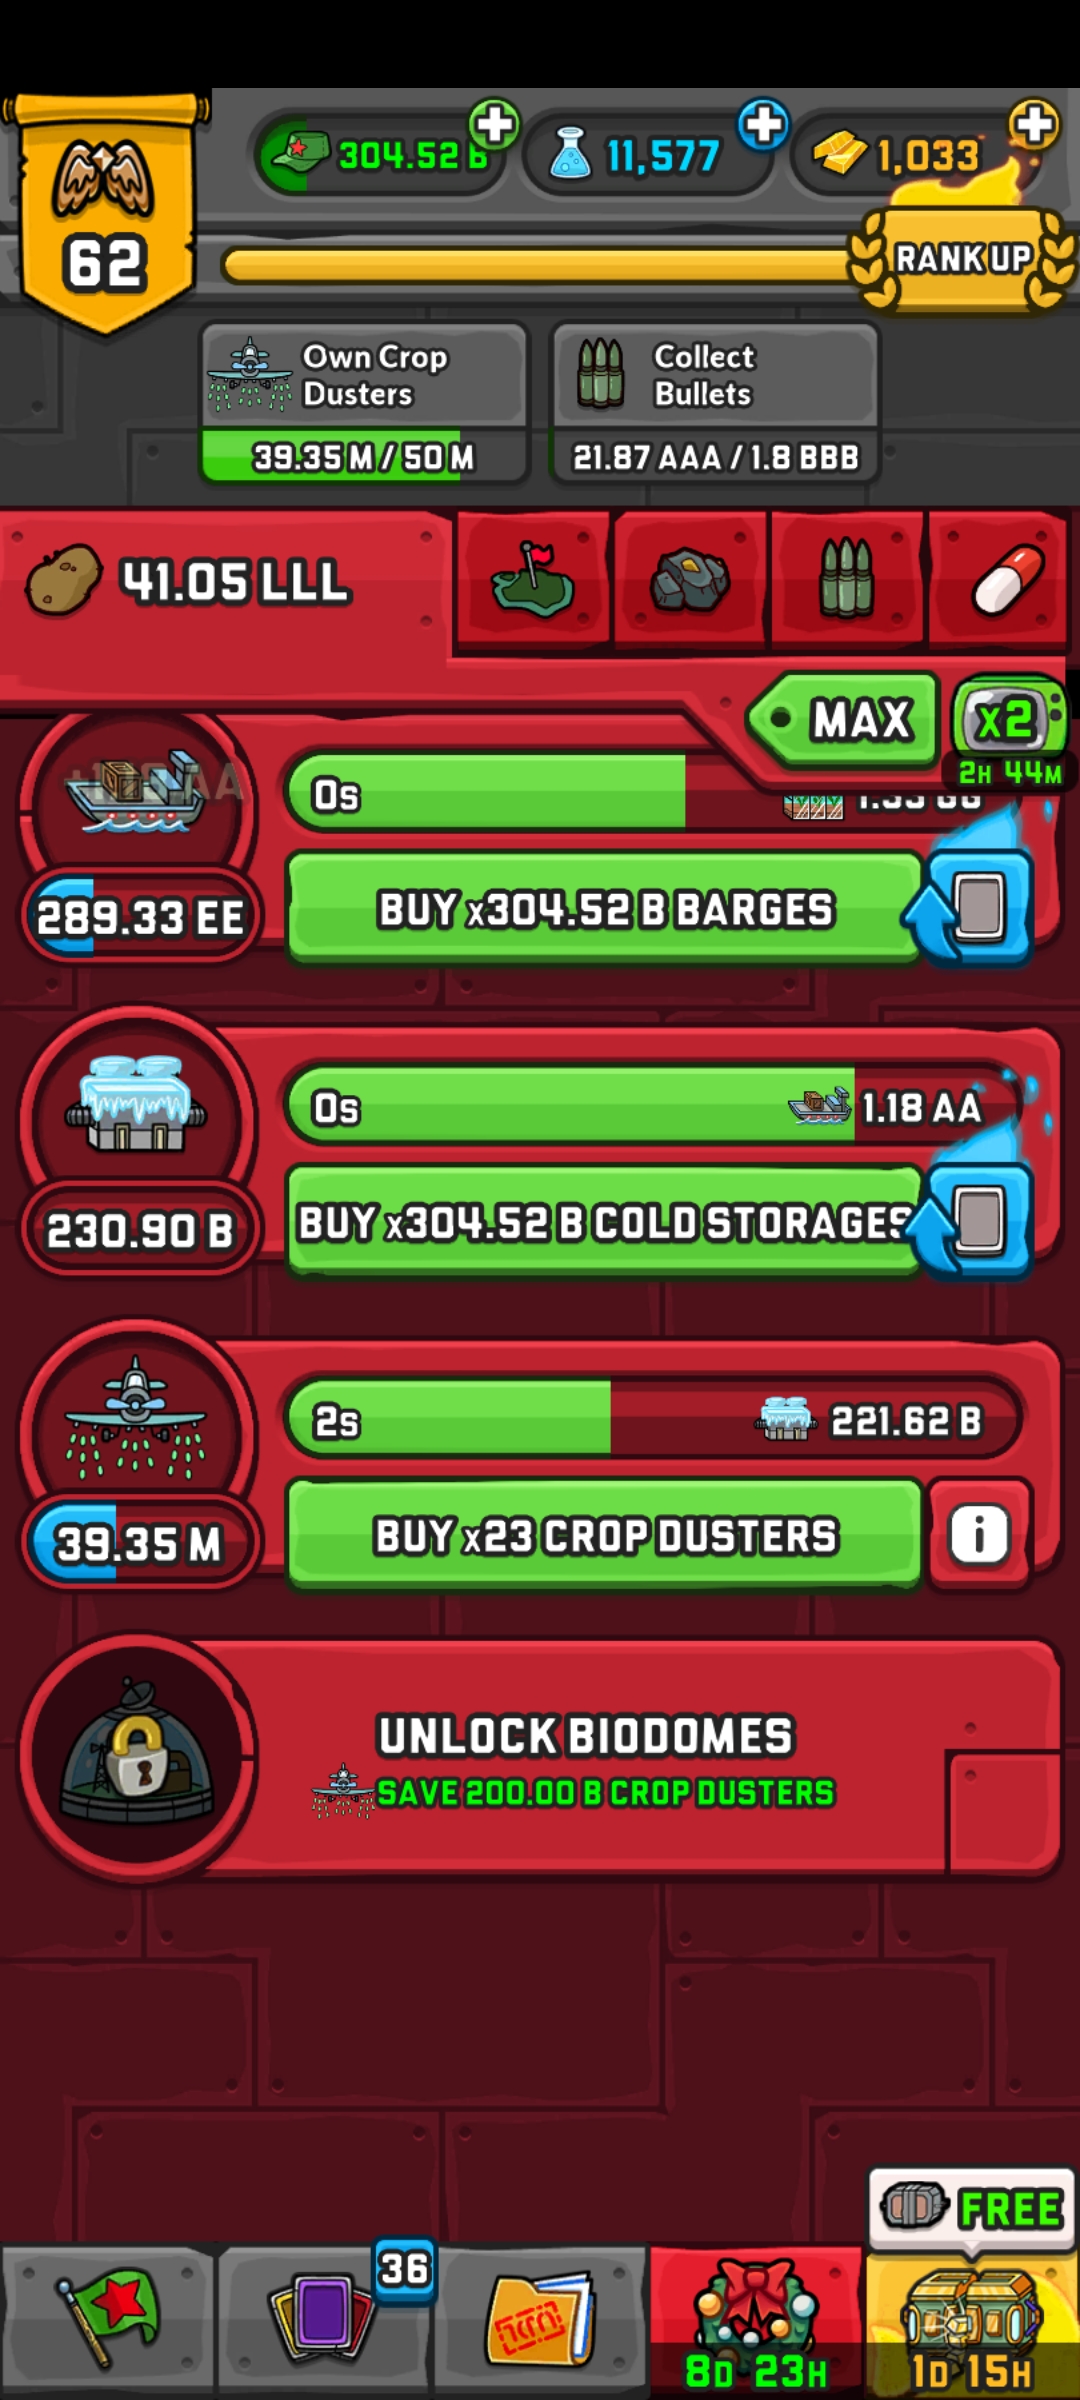 304.52 B
11,577
1,033
62
RANK UP
Own Crop
Dusters
39.35 M / 50 M
Collect
Bullets
21.87 AAA / 1.8 BBB
41.05 LLL
MAX
x2
2H 44M
0s
289.33 EE
BUY x304.52 B BARGES
0s
1.18 AA
230.90 B
BUY x304.52 B COLD STORAGES
2s
221.62 B
39.35 M
BUY x23 CROP DUSTERS
i
UNLOCK BIODOMES
SAVE 200.00 B CROP DUSTERS
FREE
36
8D 23H
1D 15H